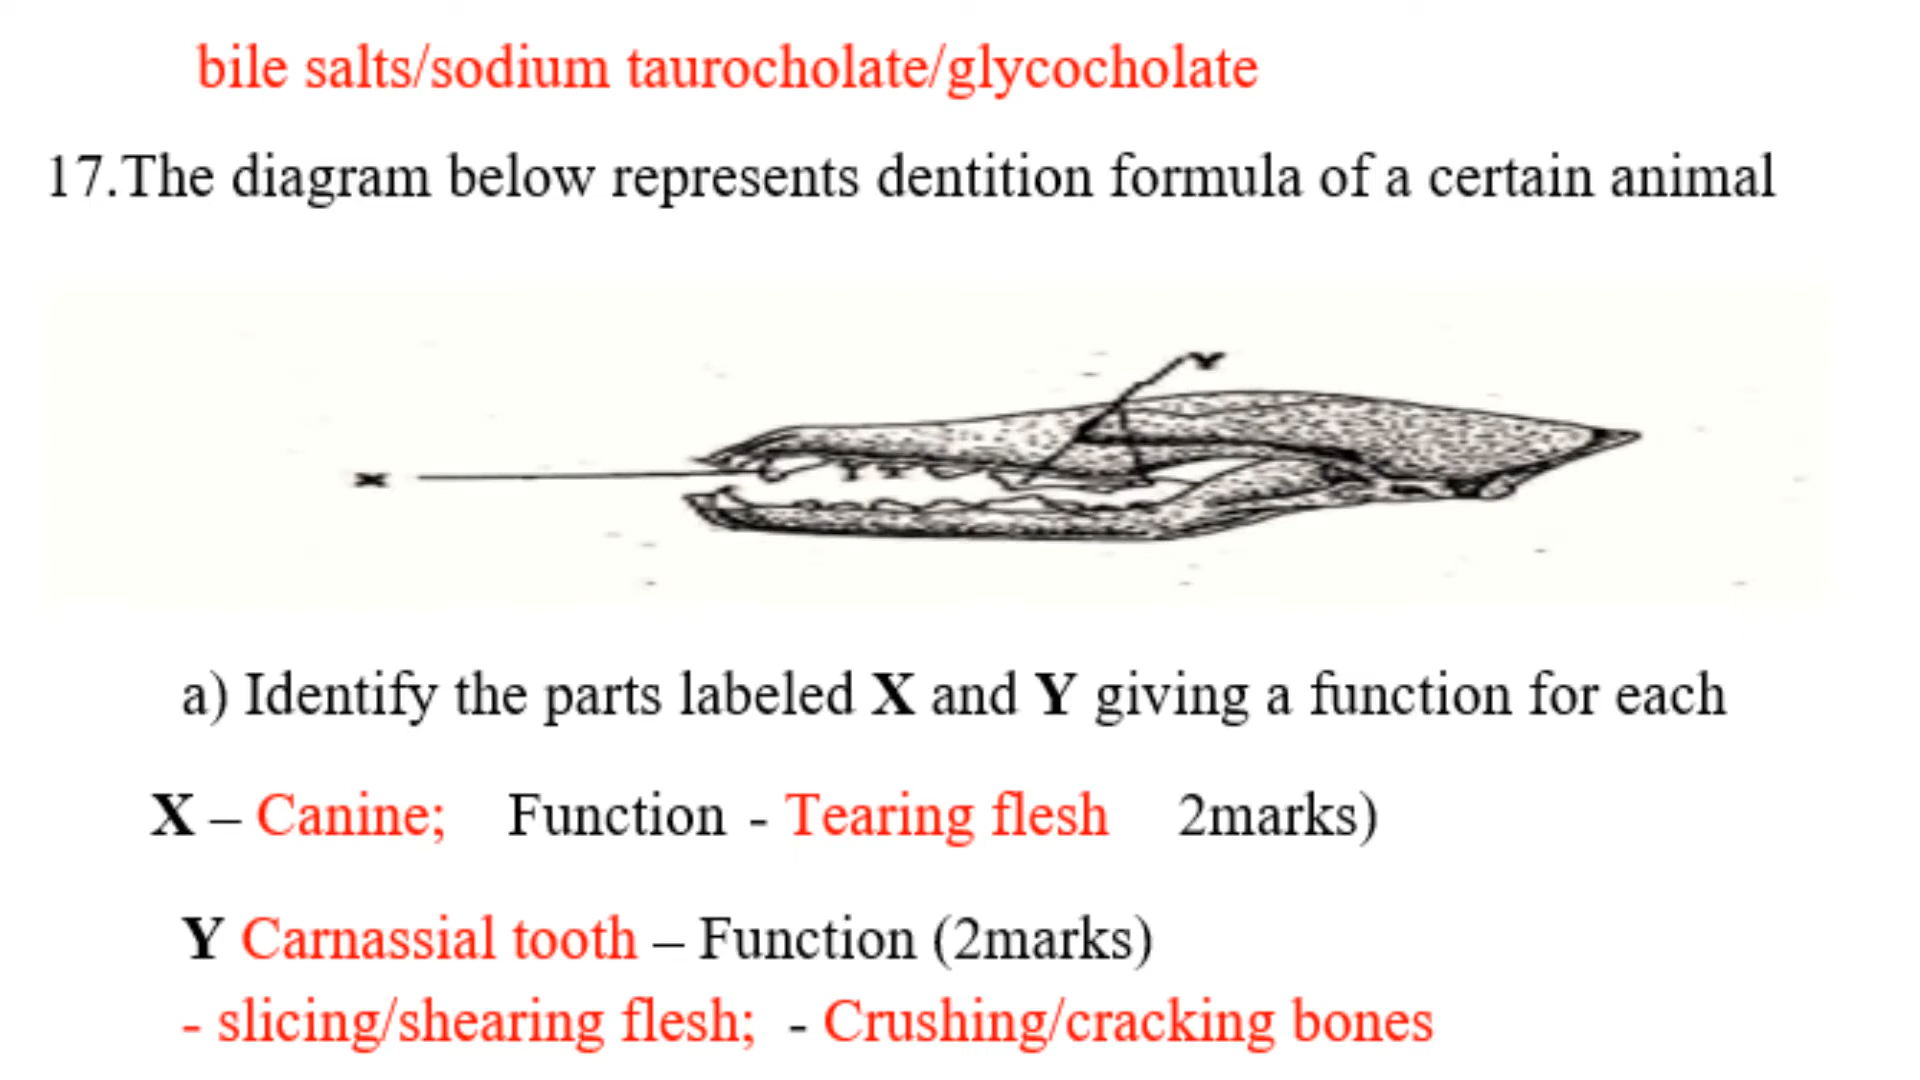 bile salts/sodium taurocholate/glycocholate
17.The diagram below represents dentition formula of a certain animal
Y
X
a) Identify the parts labeled X and Y giving a function for each
X – Canine; Function - Tearing flesh 2marks)
Y Carnassial tooth – Function (2marks)
- slicing/shearing flesh; - Crushing/cracking bones